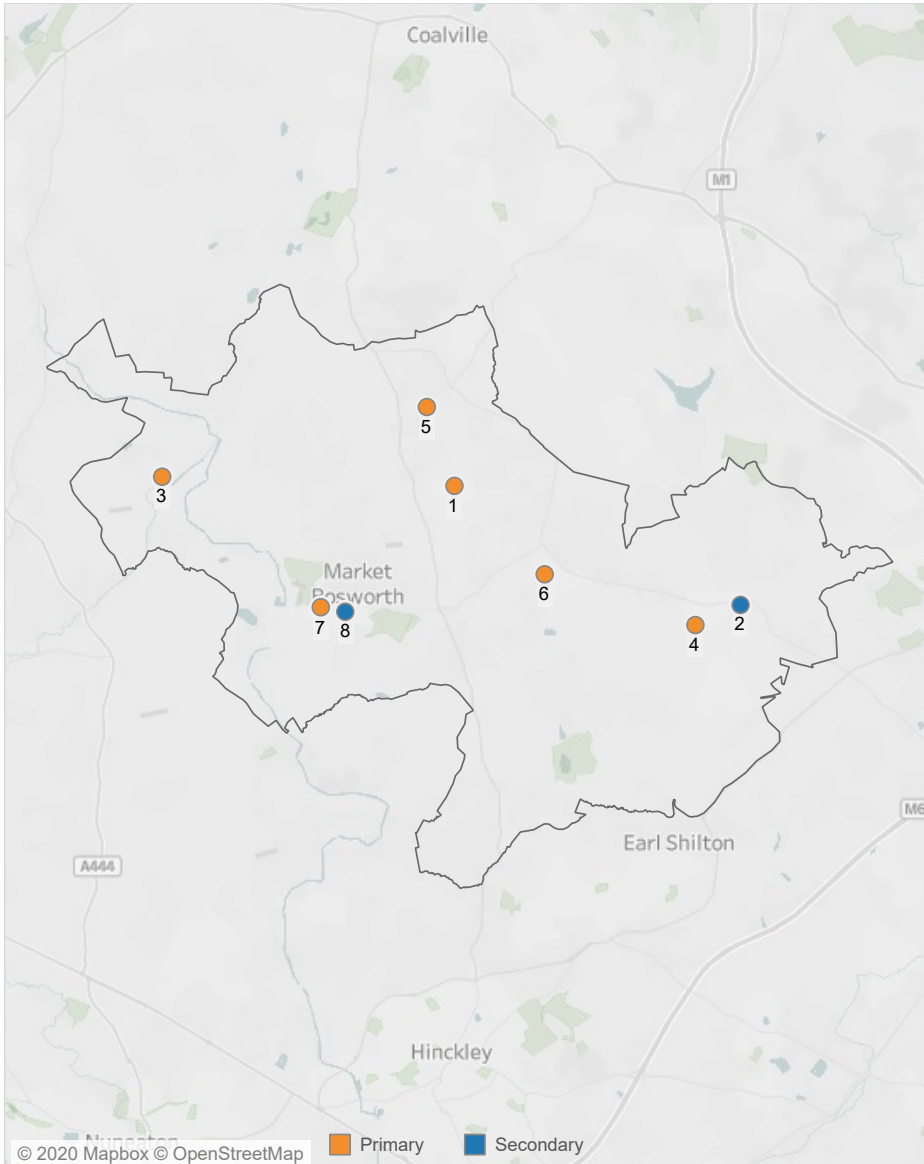 Coalville
M1
5
3
1
Market
Bosworth
6
7
8
2
4
Earl Shilton
M6
A444
Hinckley
Nuneaton
© 2020 Mapbox © OpenStreetMap
Primary
Secondary